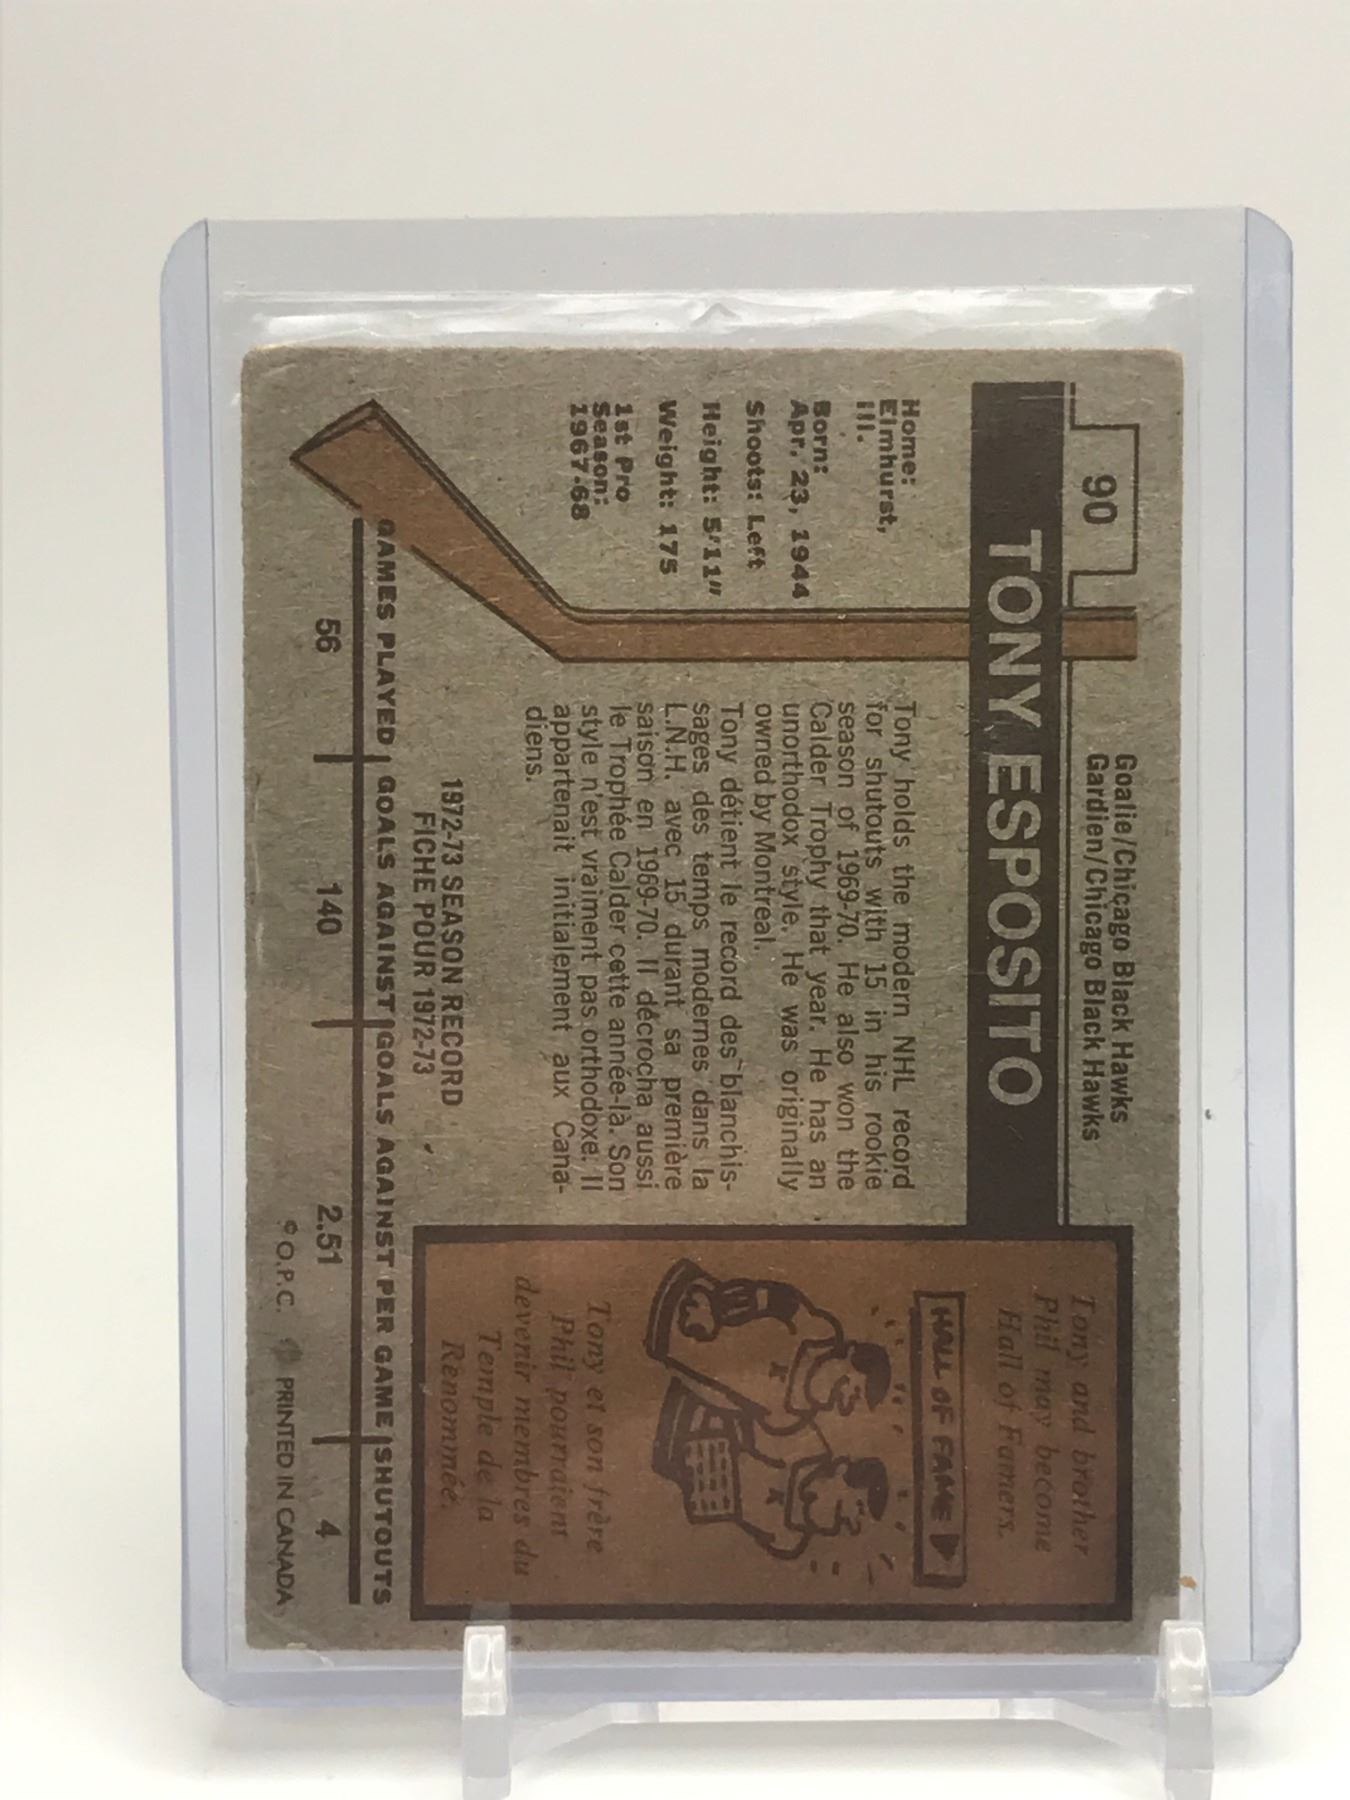 90
Goalie/Chicago Black Hawks
Gardien/Chicago Black Hawks
TONY ESPOSITO
Home:
Elmhurst,
Ill.
Born:
Apr. 23, 1944
Shoots: Left
Height: 5'11"
Weight: 175
1st Pro
Season:
1967-68
Tony holds the modern NHL record
for shutouts with 15 in his rookie
season of 1969-70. He also won the
Calder Trophy that year. He has an
unorthodox style. He was originally
owned by Montreal.
Tony détient le record des blanchis-
sages des temps modernes dans la
L.N.H. avec 15 durant sa première
saison en 1969-70. Il décrocha aussi
le Trophée Calder cette année-là. Son
style n'est vraiment pas orthodoxe. Il
appartenait initialement aux Cana-
diens.
Tony and brother
Phil may become
Hall of Famers.
HALL OF FAME
Tony et son frère
Phil pourraient
devenir membres du
Temple de la
Renommée.
1972-73 SEASON RECORD
FICHE POUR 1972-73
GAMES PLAYED GOALS AGAINST GOALS AGAINST PER GAME SHUTOUTS
56 140 2.51 4
© O.P.C. PRINTED IN CANADA